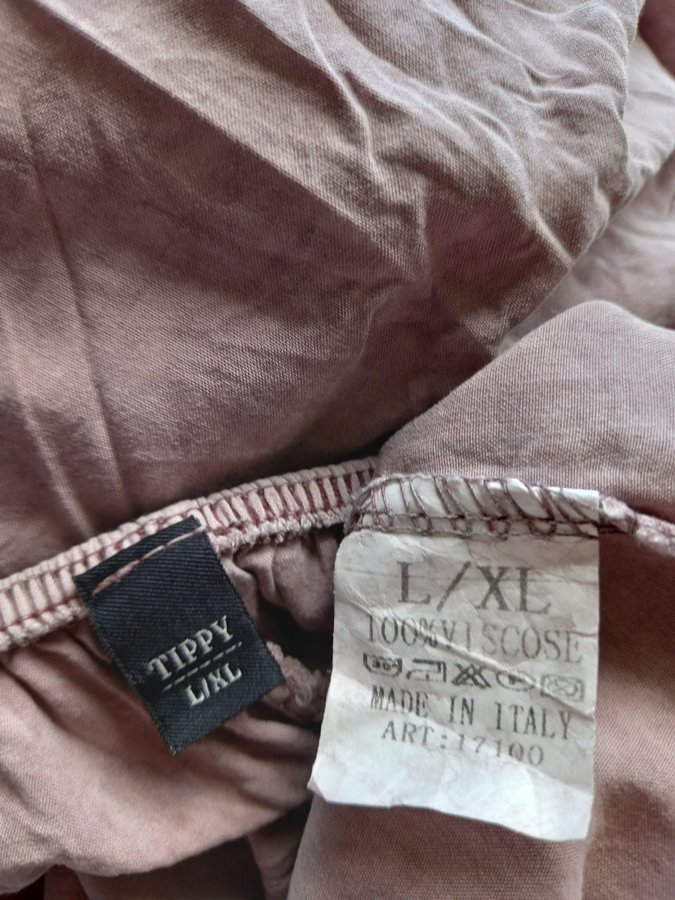 TIPPY
L/XL
L/XL
100%VISCOSE
MADE IN ITALY
ART:17100